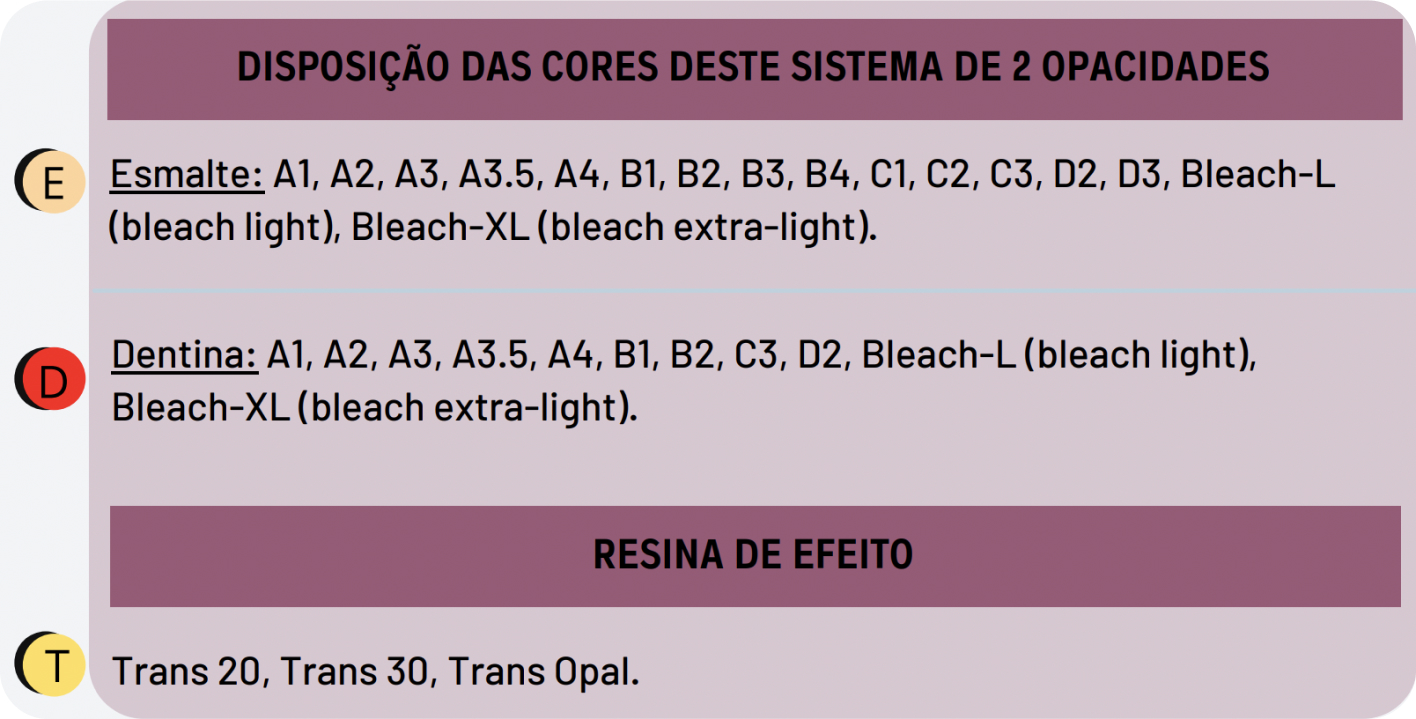 DISPOSIÇÃO DAS CORES DESTE SISTEMA DE 2 OPACIDADES
E
Esmalte: A1, A2, A3, A3.5, A4, B1, B2, B3, B4, C1, C2, C3, D2, D3, Bleach-L
(bleach light), Bleach-XL (bleach extra-light).
D
Dentina: A1, A2, A3, A3.5, A4, B1, B2, C3, D2, Bleach-L (bleach light),
Bleach-XL (bleach extra-light).
RESINA DE EFEITO
T
Trans 20, Trans 30, Trans Opal.